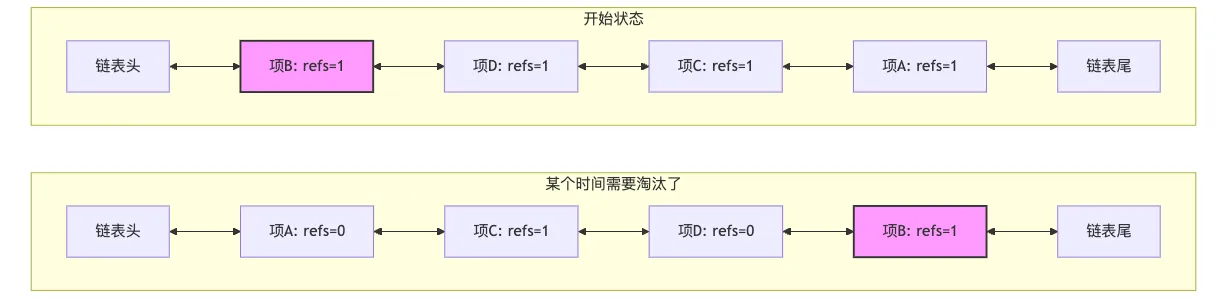 开始状态
链表头
项B: refs=1
项D: refs=1
项C: refs=1
项A: refs=1
链表尾
某个时间需要淘汰了
链表头
项A: refs=0
项C: refs=1
项D: refs=0
项B: refs=1
链表尾